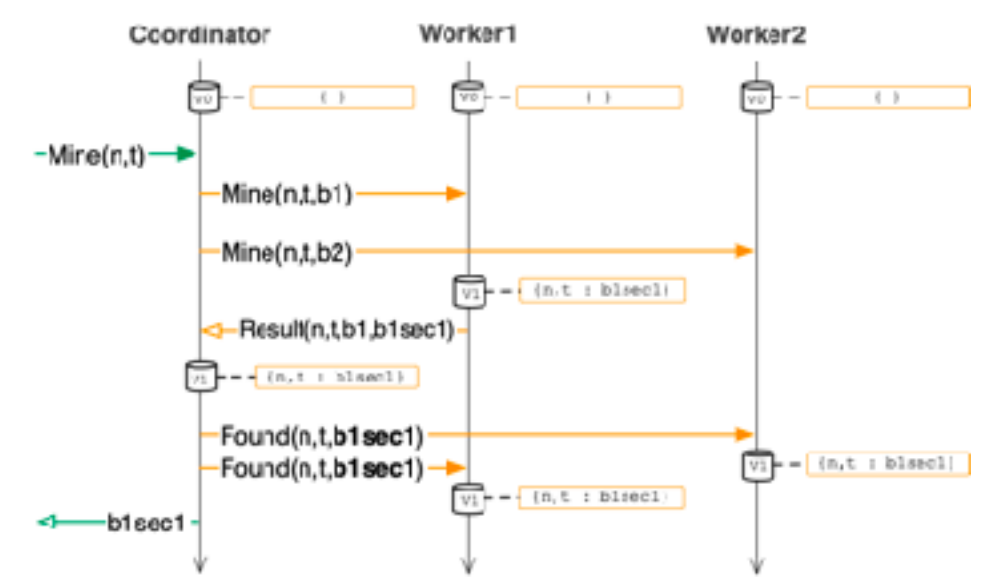 Coordinator Worker1 Worker2
V0 { } V0 { } V0 { }
Mine(n,t)
Mine(n,t,b1)
Mine(n,t,b2)
V1 {n,t : b1sec1}
Result(n,t,b1,b1sec1)
V1 {n,t : b1sec1}
Found(n,t,b1sec1)
V1 {n,t : b1sec1}
Found(n,t,b1sec1)
V1 {n,t : b1sec1}
b1sec1